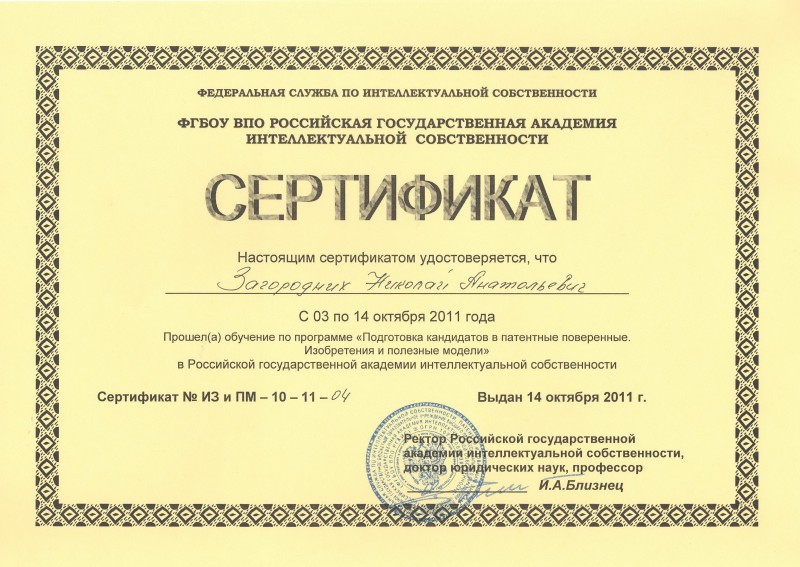 ФЕДЕРАЛЬНАЯ СЛУЖБА ПО ИНТЕЛЛЕКТУАЛЬНОЙ СОБСТВЕННОСТИ
ФГБОУ ВПО РОССИЙСКАЯ ГОСУДАРСТВЕННАЯ АКАДЕМИЯ
ИНТЕЛЛЕКТУАЛЬНОЙ СОБСТВЕННОСТИ
СЕРТИФИКАТ
Настоящим сертификатом удостоверяется, что
Загородних Николай Анатольевич
С 03 по 14 октября 2011 года
Прошел(а) обучение по программе «Подготовка кандидатов в патентные поверенные.
Изобретения и полезные модели»
в Российской государственной академии интеллектуальной собственности
Сертификат № ИЗ и ПМ – 10 – 11 – 04
Выдан 14 октября 2011 г.
Ректор Российской государственной
академии интеллектуальной собственности,
доктор юридических наук, профессор
И.А.Близнец